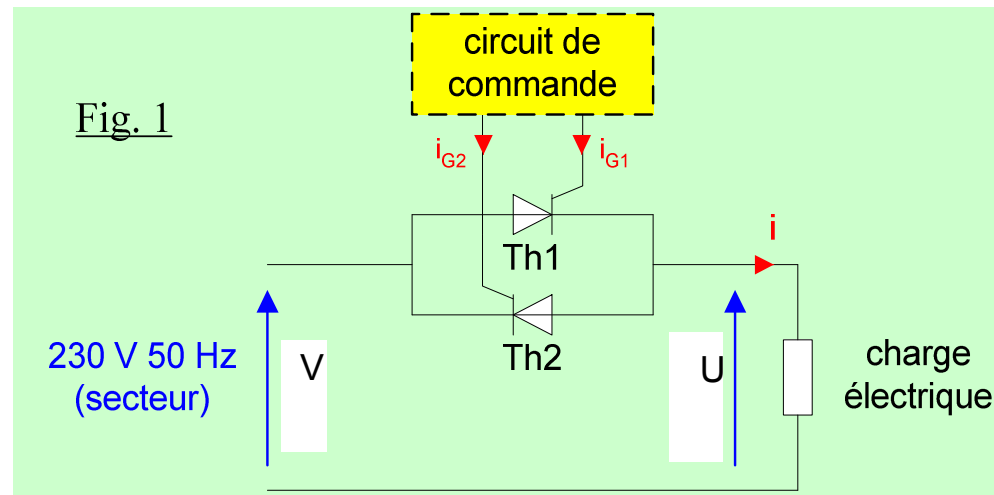 circuit de
commande
Fig. 1
iG2
iG1
Th1
i
Th2
230 V 50 Hz
(secteur)
V
U
charge
électrique